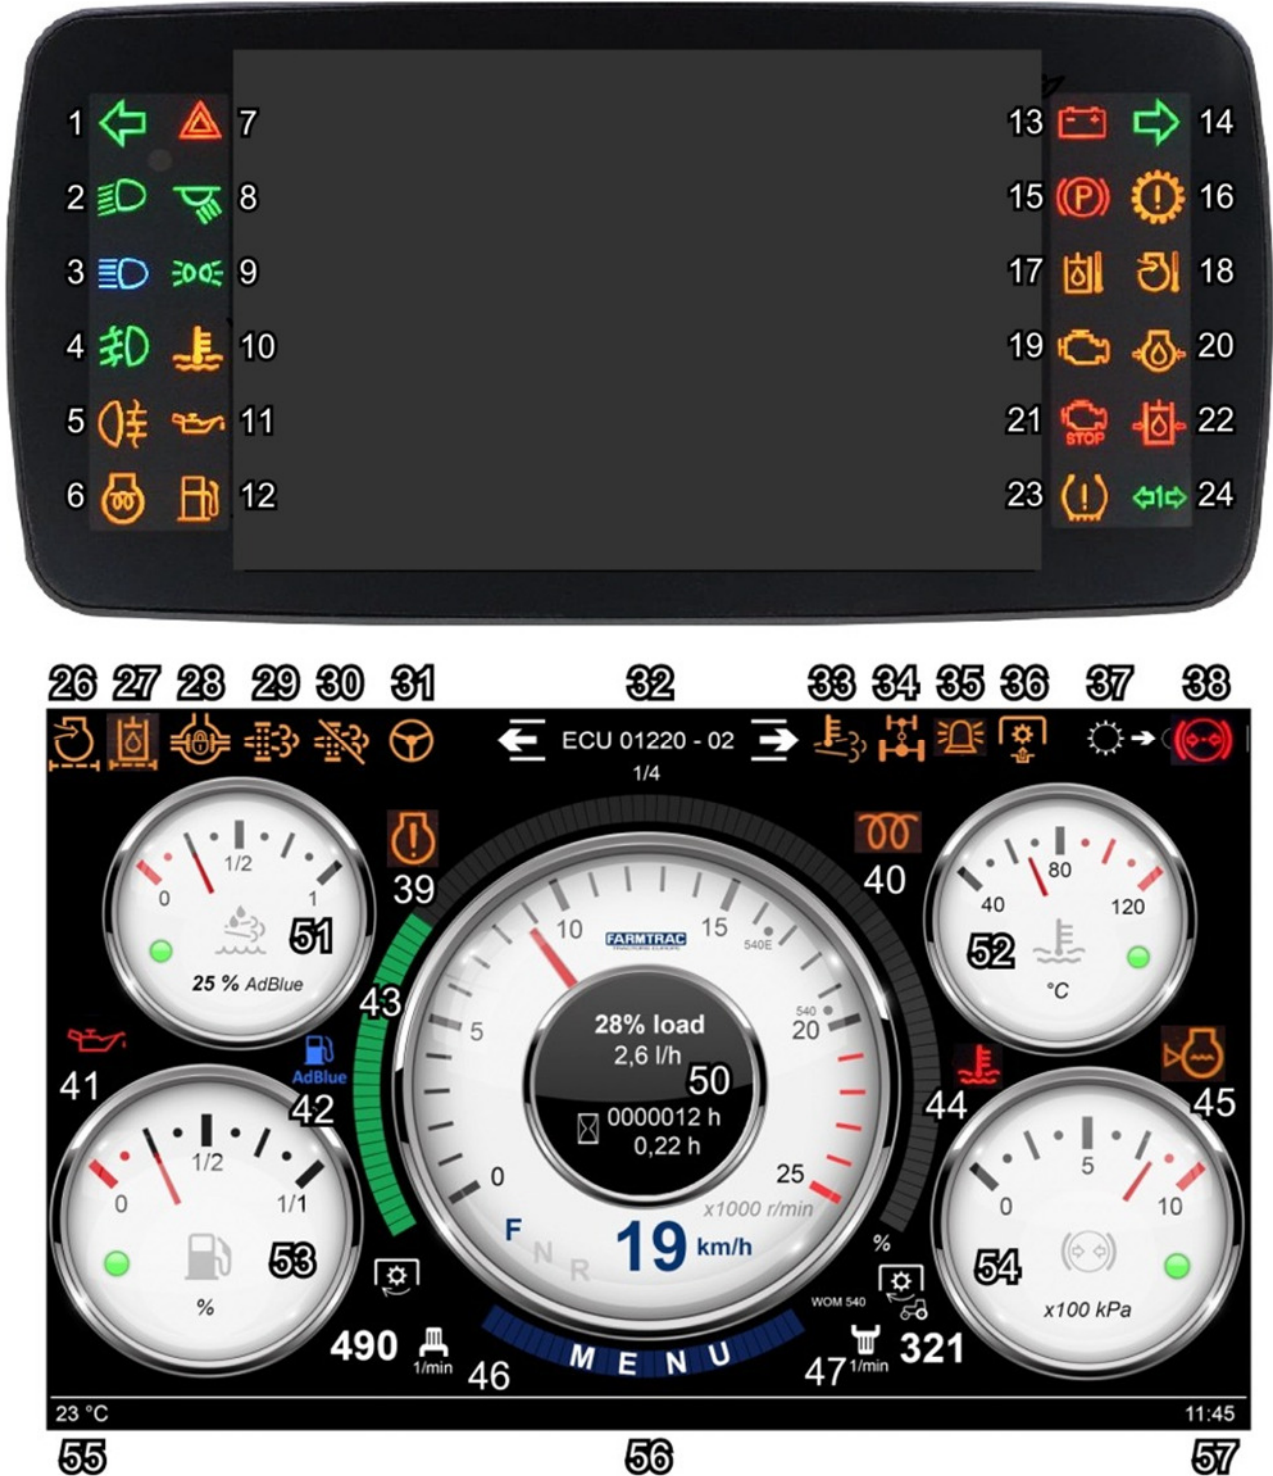 1 7
2 8
3 9
4 10
5 11
6 12
13 14
15 P 16
17 18
19 20
21 STOP 22
23 1 24
26 27 28 29 30 31 32 33 34 35 36 37 38
ECU 01220 - 02
1/4
39
40
0 1/2 1
51
25 % AdBlue
40 80 120
52
°C
0 5 10 15 20 25
540E
540
FARMTRAC
TRACTORS EUROPE
28% load
2,6 l/h
50
0000012 h
0,22 h
x1000 r/min
F N R
19 km/h
43
41
AdBlue
42
44
45
0 1/2 1/1
53
%
0 5 10
54
x100 kPa
%
WOM 540
490 1/min
46
MENU
47
1/min 321
23 °C
11:45
55 56 57